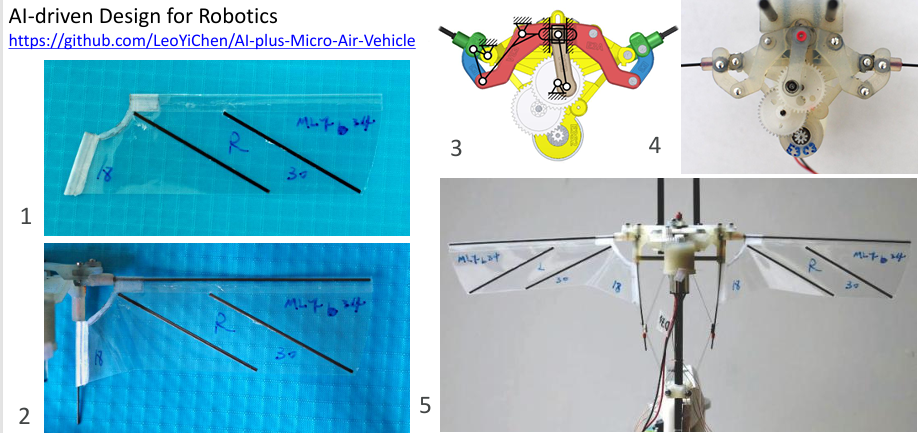 AI-driven Design for Robotics
https://github.com/LeoYiChen/AI-plus-Micro-Air-Vehicle
1
R
18
30
2
R
18
30
3
4
E3C3
5
L
30
18
18
R
30